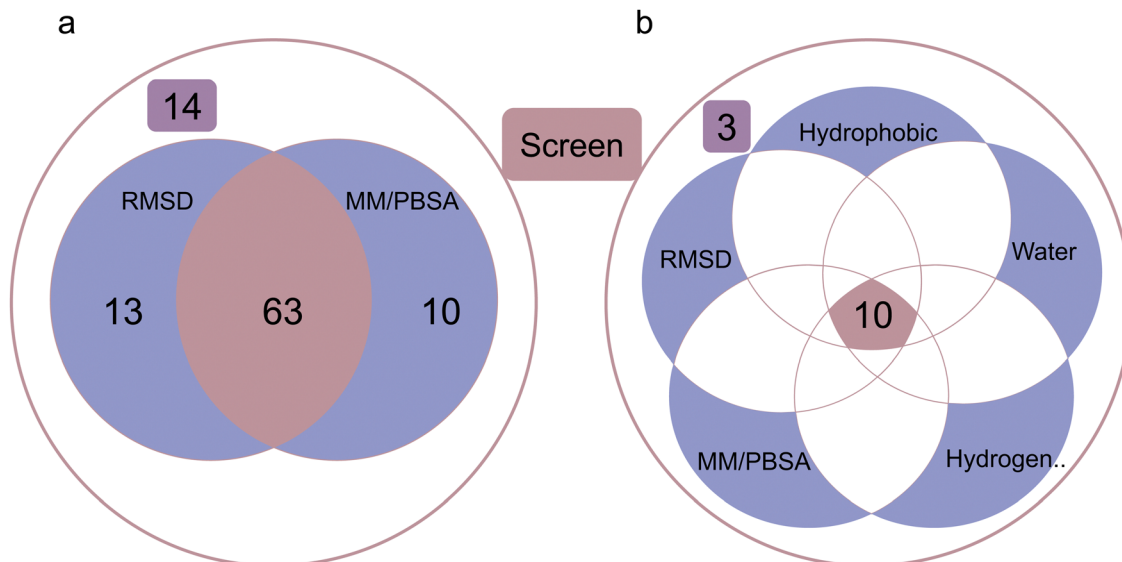 a
14
RMSD
MM/PBSA
13
63
10
Screen
b
3
Hydrophobic
RMSD
Water
10
MM/PBSA
Hydrogen..